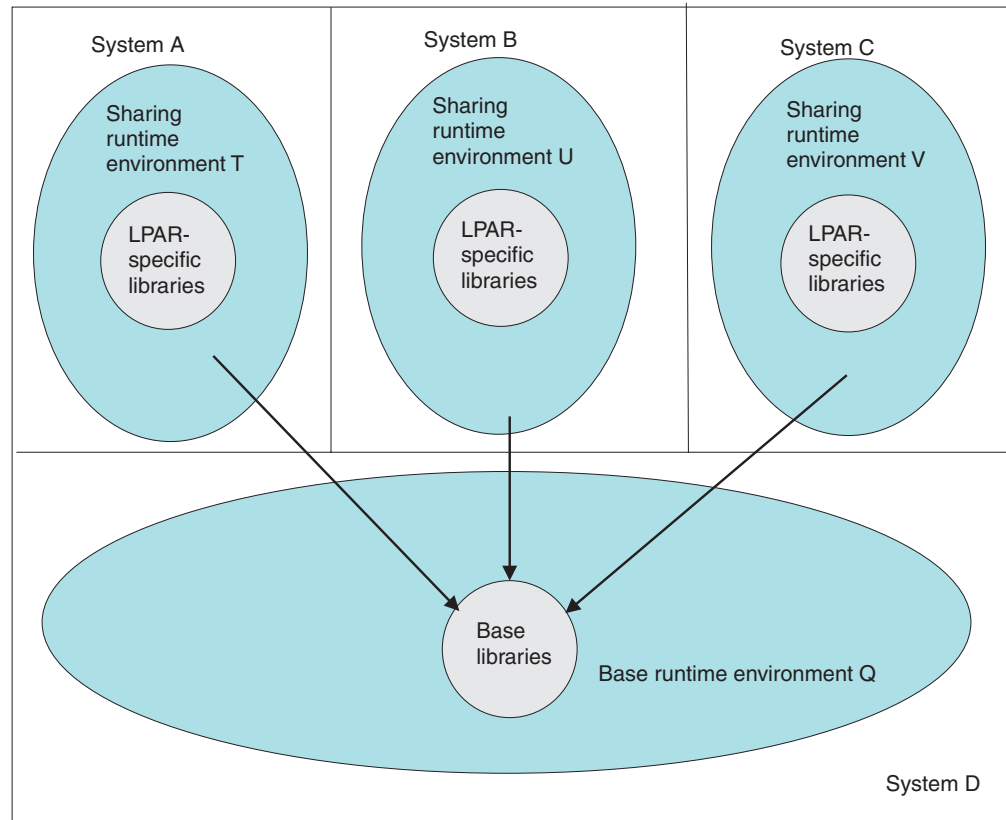 System A
Sharing
runtime
environment T
LPAR-
specific
libraries
System B
Sharing
runtime
environment U
LPAR-
specific
libraries
System C
Sharing
runtime
environment V
LPAR-
specific
libraries
Base
libraries
Base runtime environment Q
System D